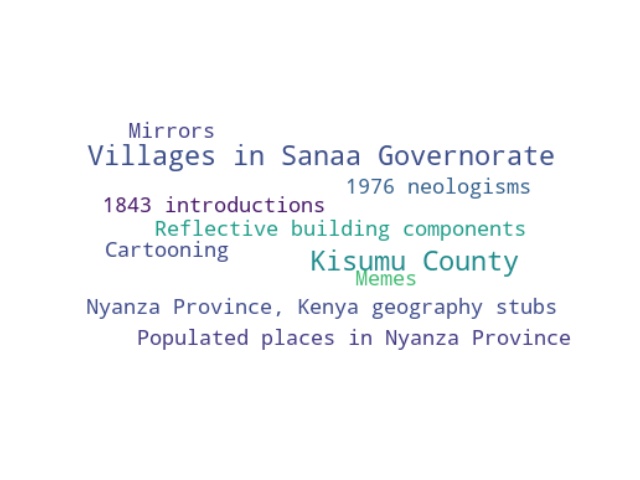 Mirrors
Villages in Sanaa Governorate
1976 neologisms
1843 introductions
Reflective building components
Cartooning
Kisumu County
Memes
Nyanza Province, Kenya geography stubs
Populated places in Nyanza Province